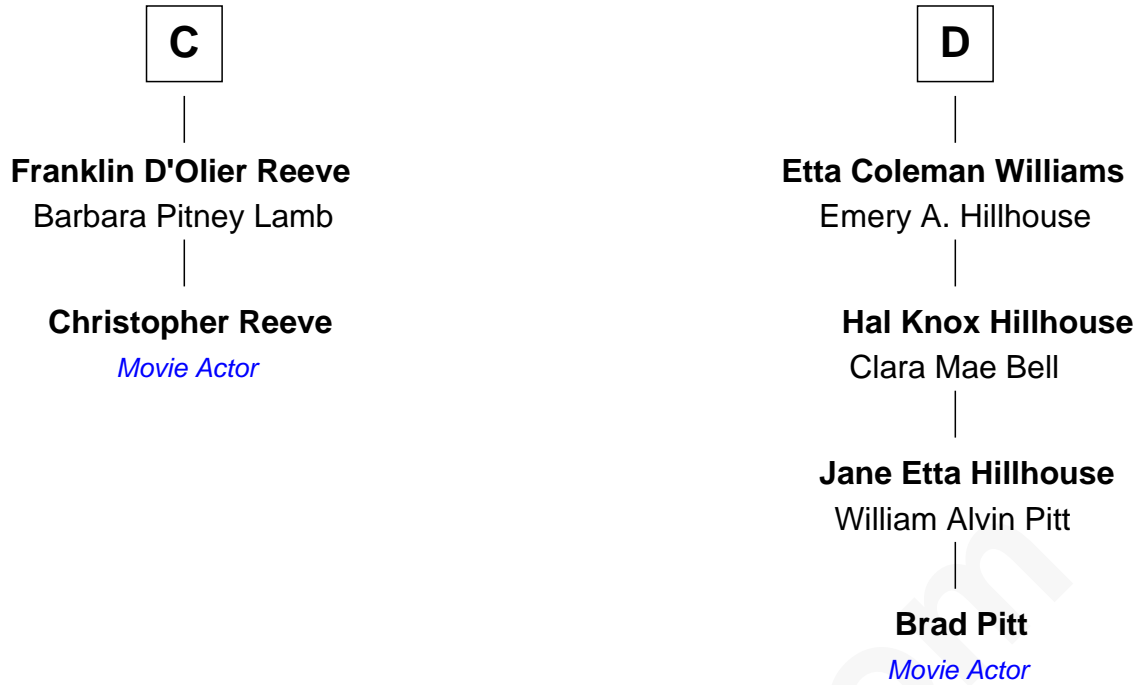 C
Franklin D'Olier Reeve
Barbara Pitney Lamb
Christopher Reeve
Movie Actor
D
Etta Coleman Williams
Emery A. Hillhouse
Hal Knox Hillhouse
Clara Mae Bell
Jane Etta Hillhouse
William Alvin Pitt
Brad Pitt
Movie Actor